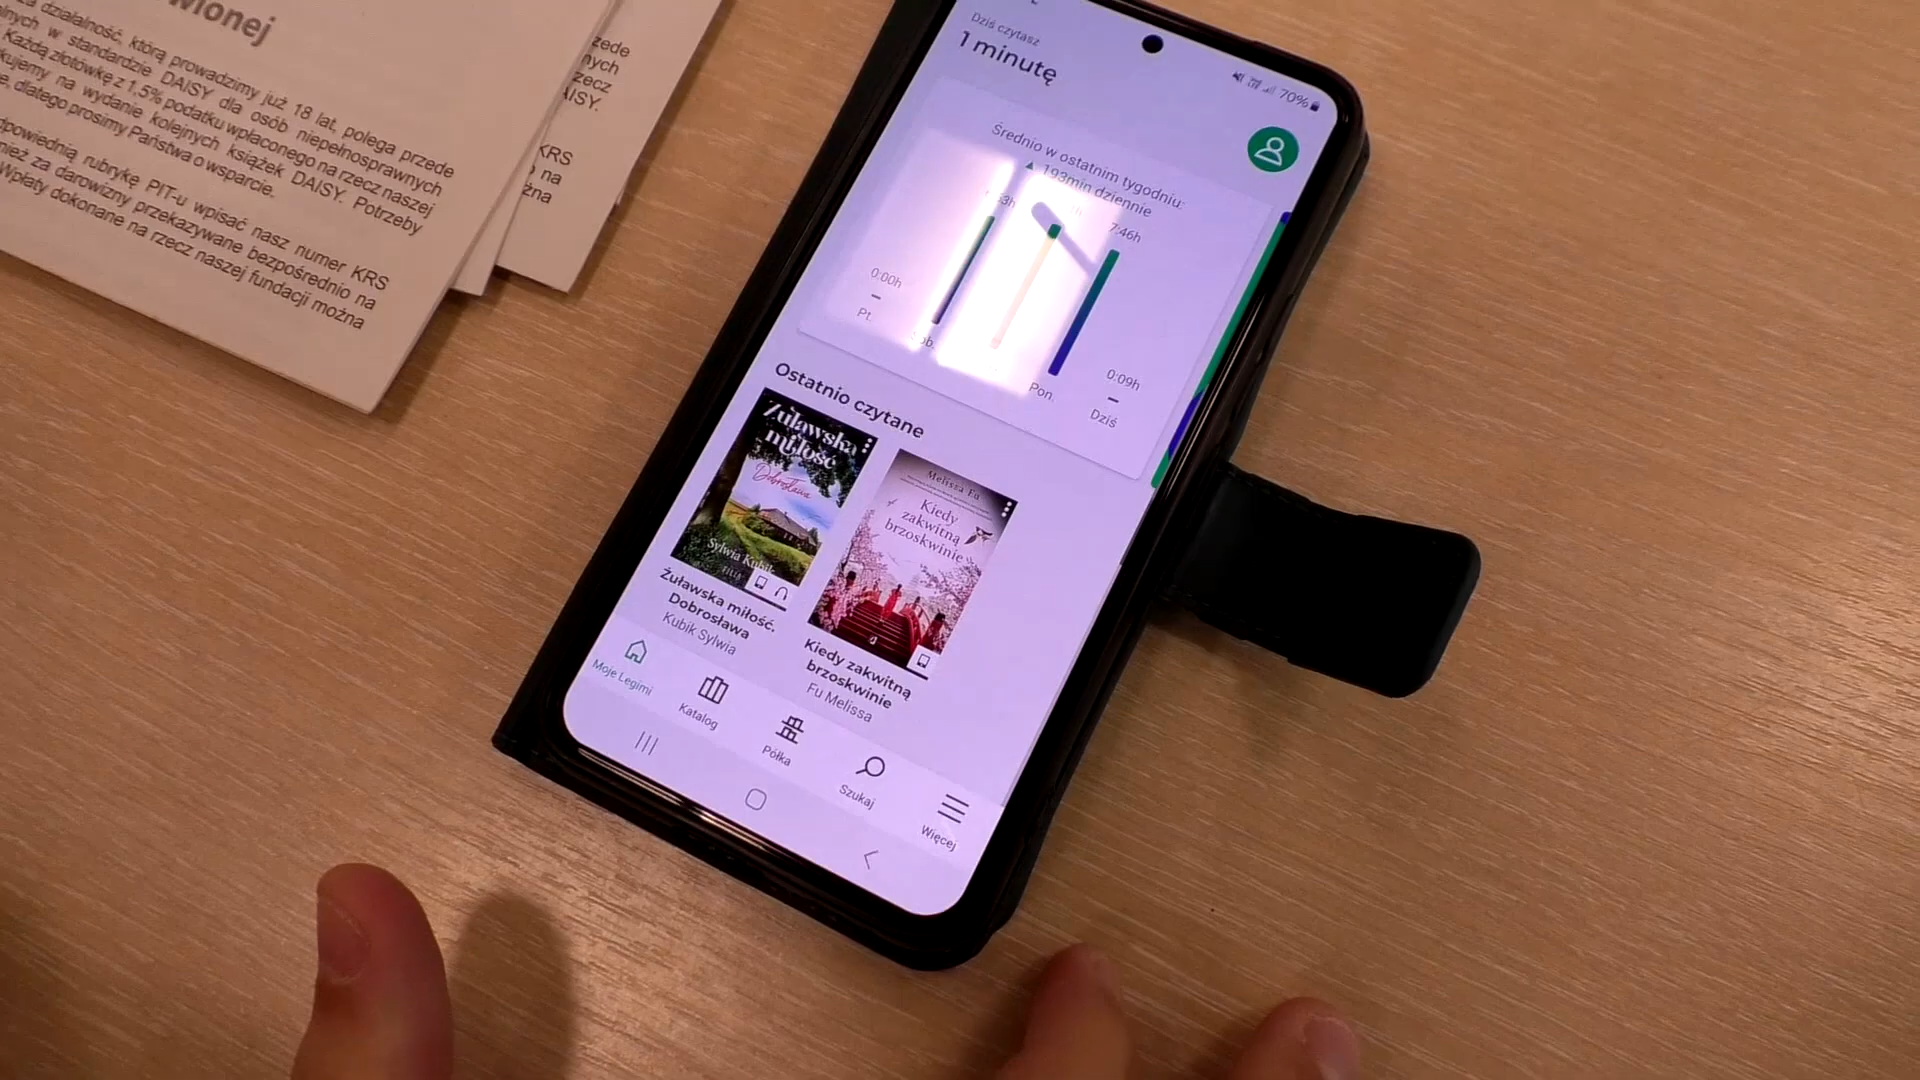 wionej
za działalność, którą prowadzimy już 18 lat, polega przede
w standardzie DAISY dla osób niepełnosprawnych
Każdą złotówkę z 1,5% podatku wpłaconego na rzecz naszej
na wydanie kolejnych książek DAISY. Potrzeby
dlatego prosimy Państwa o wsparcie.
rubrykę PIT-u wpisać nasz numer KRS
za darowizny przekazywane bezpośrednio na
Wpłaty dokonane na rzecz naszej fundacji można
KRS
na
Dziś czytasz
1 minutę
70%
Średnio w ostatnim tygodniu:
193min dziennie
7:46h
0:00h
0:09h
Pt.
Pon.
Dziś
Ostatnio czytane
Żuławska
miłość
Dobrosława
Sylwia Kubik
Melissa Fu
Kiedy
zakwitną
brzoskwinie
Żuławska miłość.
Dobrosława
Kubik Sylwia
Kiedy zakwitną
brzoskwinie
Fu Melissa
Moje Legimi
Katalog
Półka
Szukaj
Więcej